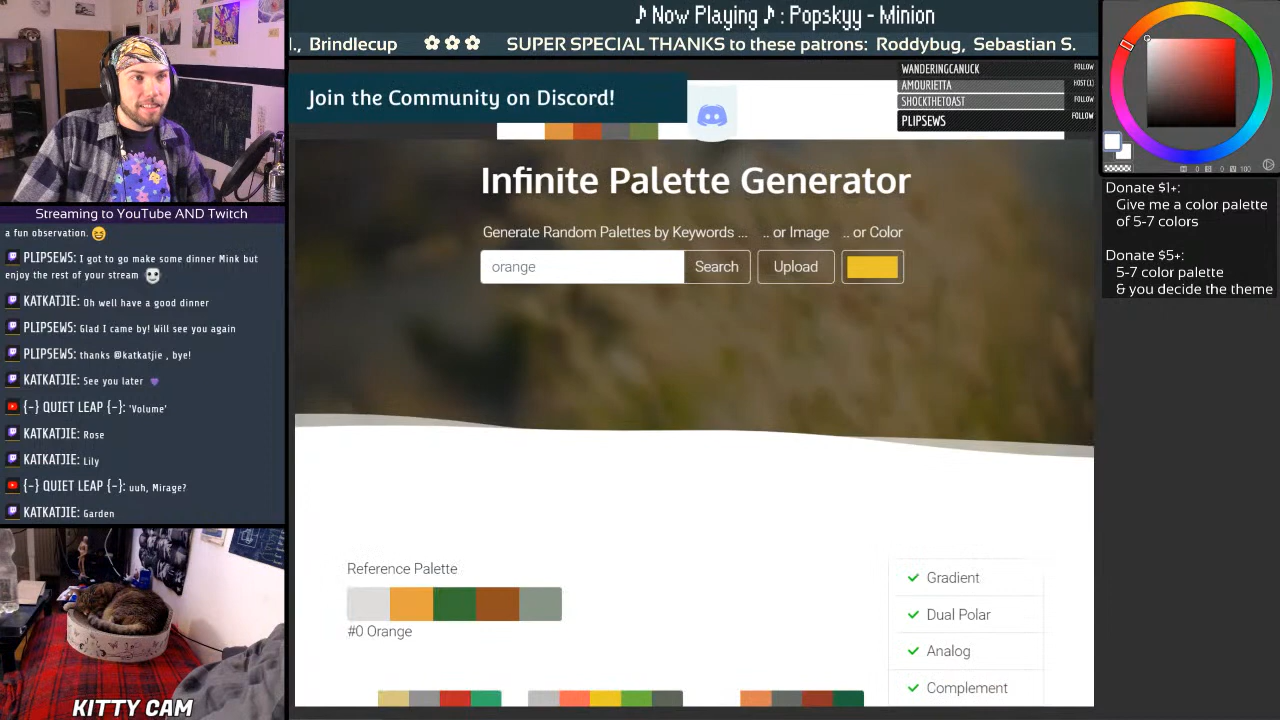 ♪ Now Playing ♪ : Popskyy - Minion
I., Brindlecup ✿ ✿ ✿ SUPER SPECIAL THANKS to these patrons: Roddybug, Sebastian S.
Join the Community on Discord!
WANDERINGCANUCK FOLLOW
AMOURIETTA HOST (1)
SHOCKTHETOAST FOLLOW
PLIPSEWS FOLLOW
Infinite Palette Generator
Generate Random Palettes by Keywords ... .. or Image .. or Color
orange Search Upload
Reference Palette
#0 Orange
Gradient
Dual Polar
Analog
Complement
Donate $1+:
Give me a color palette
of 5-7 colors
Donate $5+:
5-7 color palette
& you decide the theme
Streaming to YouTube AND Twitch
a fun observation. 😆
PLIPSEWS: I got to go make some dinner Mink but
enjoy the rest of your stream
KATKATJIE: Oh well have a good dinner
PLIPSEWS: Glad I came by! Will see you again
PLIPSEWS: thanks @katkatjie , bye!
KATKATJIE: See you later 💜
{-} QUIET LEAP {-}: 'Volume'
KATKATJIE: Rose
KATKATJIE: Lily
{-} QUIET LEAP {-}: uuh, Mirage?
KATKATJIE: Garden
KITTY CAM